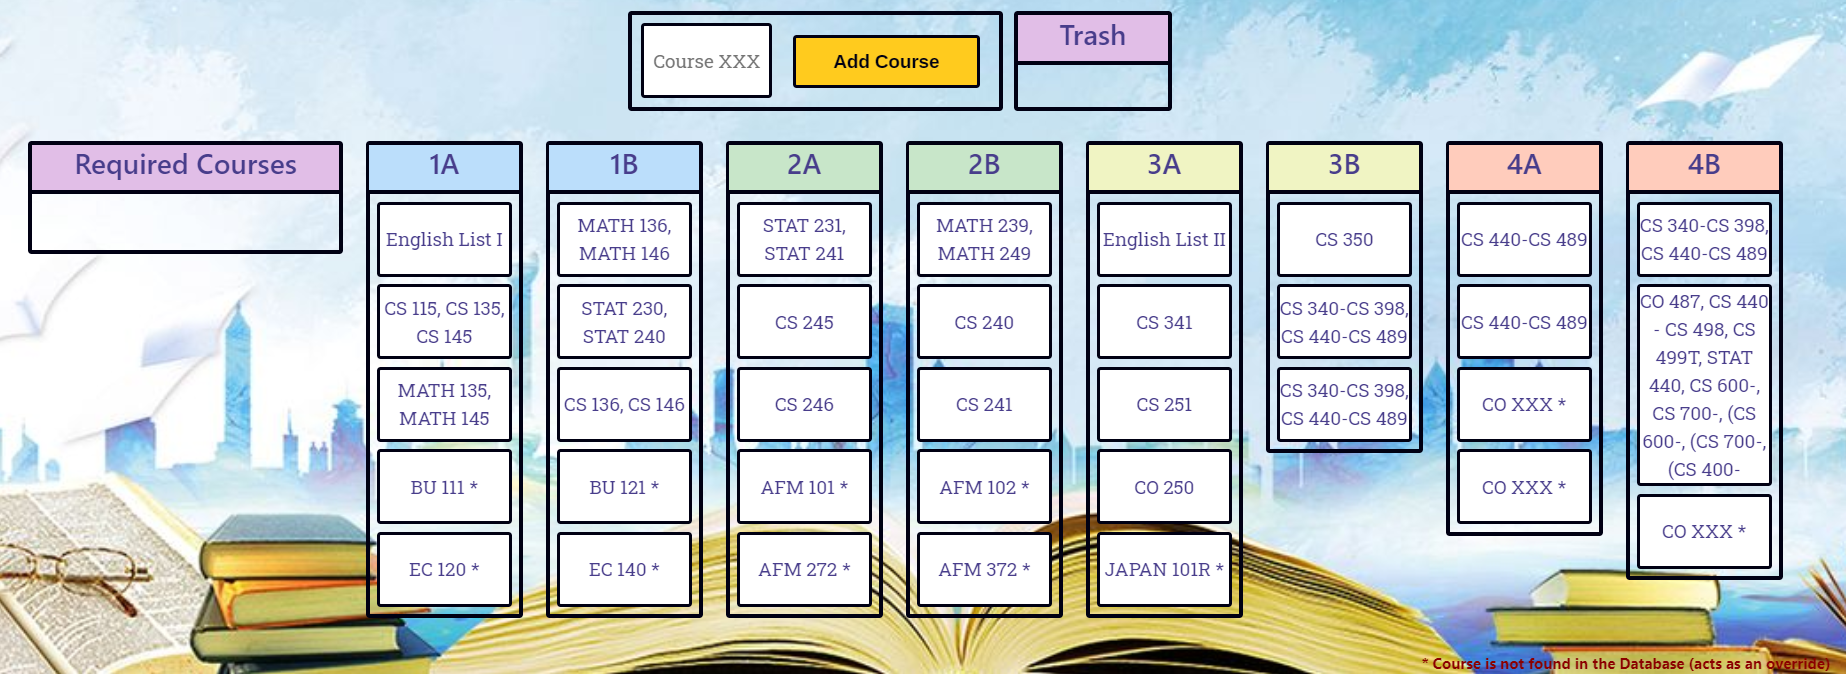 Course XXX
Add Course
Trash
Required Courses
1A
English List I
CS 115, CS 135,
CS 145
MATH 135,
MATH 145
BU 111 *
EC 120 *
1B
MATH 136,
MATH 146
STAT 230,
STAT 240
CS 136, CS 146
BU 121 *
EC 140 *
2A
STAT 231,
STAT 241
CS 245
CS 246
AFM 101 *
AFM 272 *
2B
MATH 239,
MATH 249
CS 240
CS 241
AFM 102 *
AFM 372 *
3A
English List II
CS 341
CS 251
CO 250
JAPAN 101R *
3B
CS 350
CS 340-CS 398,
CS 440-CS 489
CS 340-CS 398,
CS 440-CS 489
4A
CS 440-CS 489
CS 440-CS 489
CO XXX *
CO XXX *
4B
CS 340-CS 398,
CS 440-CS 489
CO 487, CS 440
- CS 498, CS
499T, STAT
440, CS 600-,
CS 700-, (CS
600-, (CS 700-,
(CS 400-
CO XXX *
* Course is not found in the Database (acts as an override)